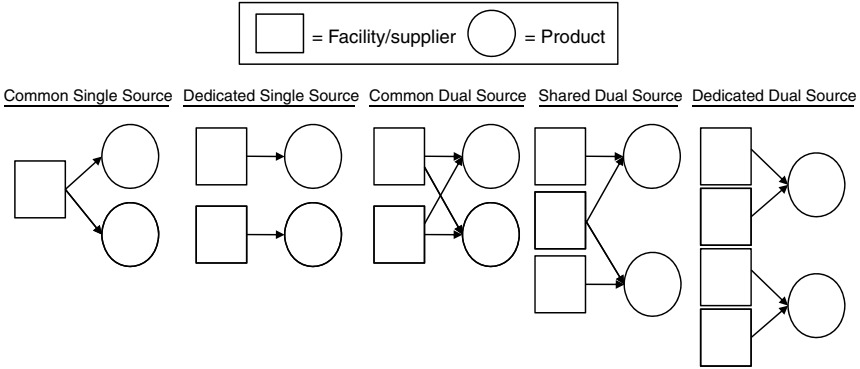 = Facility/supplier = Product
Common Single Source Dedicated Single Source Common Dual Source Shared Dual Source Dedicated Dual Source